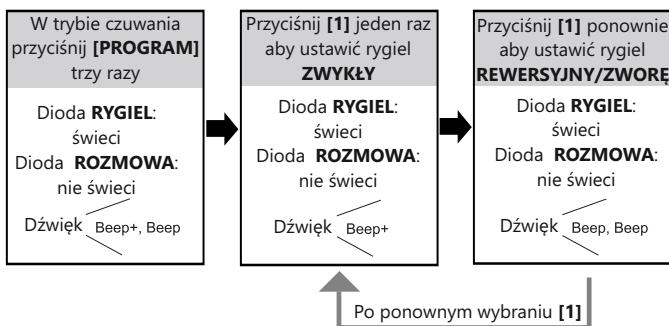 W trybie czuwania
przyciśnij [PROGRAM]
trzy razy
Dioda RYGIEL:
świeci
Dioda ROZMOWA:
nie świeci
Dźwięk Beep+, Beep
Przyciśnij [1] jeden raz
aby ustawić rygiel
ZWYKŁY
Dioda RYGIEL:
świeci
Dioda ROZMOWA:
nie świeci
Dźwięk Beep+
Przyciśnij [1] ponownie
aby ustawić rygiel
REWERSYJNY/ZWORĘ
Dioda RYGIEL:
świeci
Dioda ROZMOWA:
nie świeci
Dźwięk Beep, Beep
Po ponownym wybraniu [1]